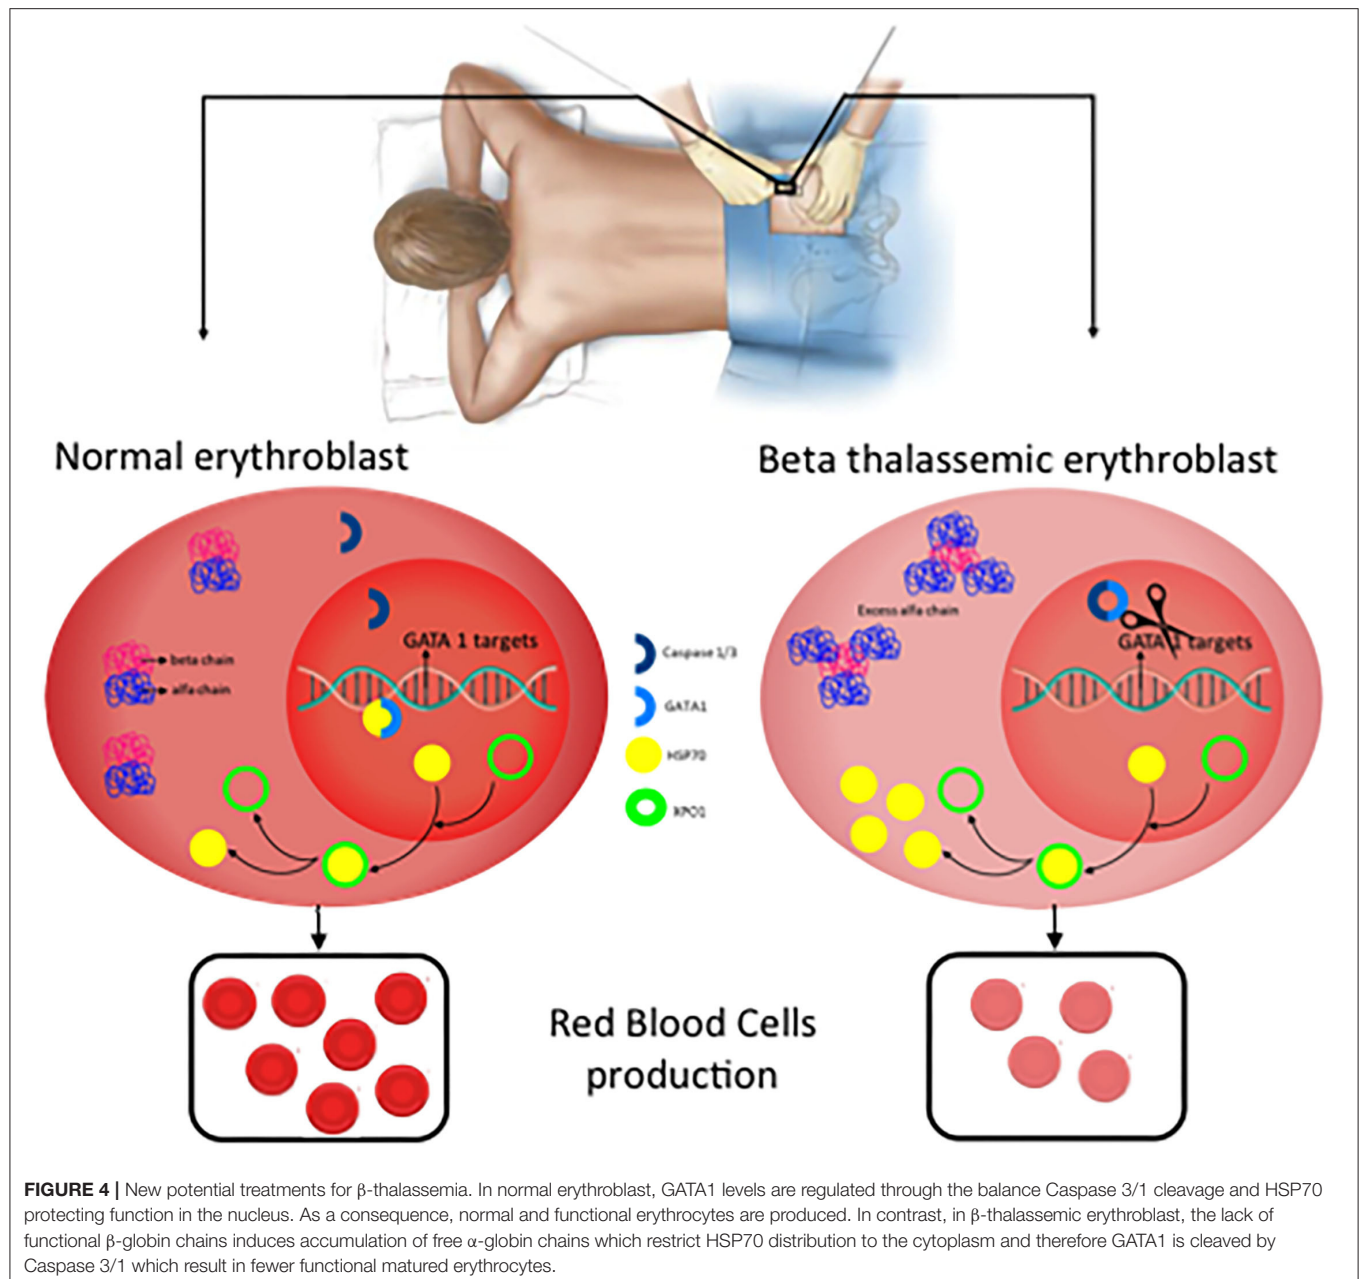 Normal erythroblast
Beta thalassemic erythroblast
beta chain
alfa chain
GATA 1 targets
Caspase 1/3
GATA1
HSP70
XPO1
Excess alfa chain
GATA 1 targets
Red Blood Cells
production
FIGURE 4 | New potential treatments for β-thalassemia. In normal erythroblast, GATA1 levels are regulated through the balance Caspase 3/1 cleavage and HSP70
protecting function in the nucleus. As a consequence, normal and functional erythrocytes are produced. In contrast, in β-thalassemic erythroblast, the lack of
functional β-globin chains induces accumulation of free α-globin chains which restrict HSP70 distribution to the cytoplasm and therefore GATA1 is cleaved by
Caspase 3/1 which result in fewer functional matured erythrocytes.